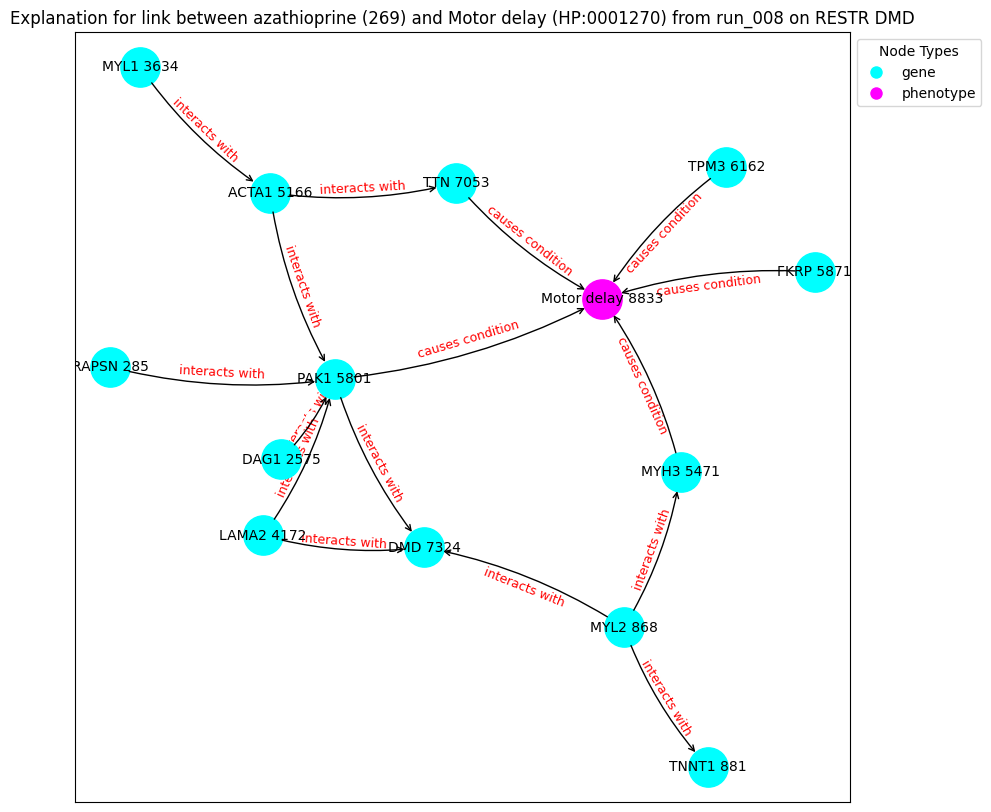 Explanation for link between azathioprine (269) and Motor delay (HP:0001270) from run_008 on RESTR DMD
Node Types
gene
phenotype
MYL1 3634
interacts with
TPM3 6162
ACTA1 5166
interacts with
TTN 7053
causes condition
causes condition
FKRP 5871
causes condition
interacts with
Motor delay 8833
causes condition
RAPSN 285
interacts with
PAK1 5801
causes condition
interacts with
interacts with
DAG1 2575
MYH3 5471
LAMA2 4172
interacts with
DMD 7324
interacts with
interacts with
MYL2 868
interacts with
TNNT1 881